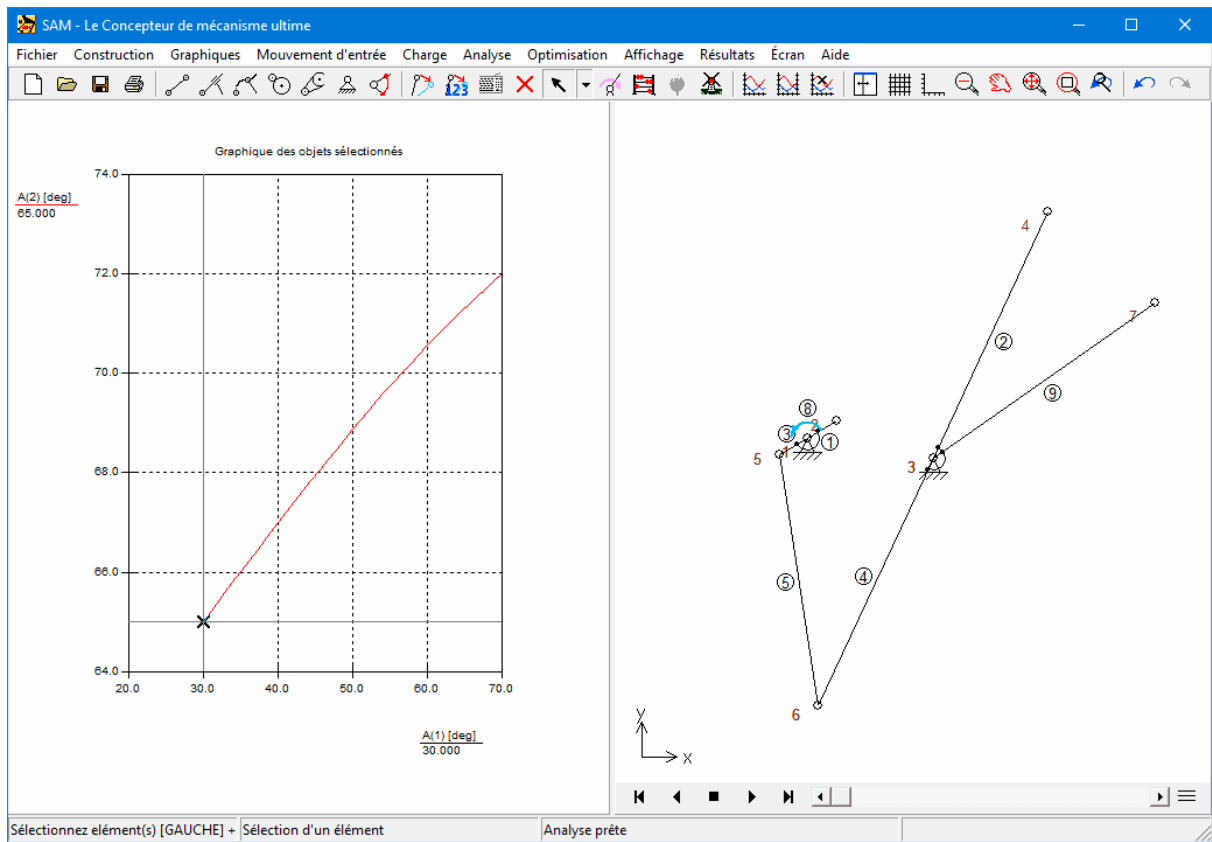 SAM - Le Concepteur de mécanisme ultime
Fichier Construction Graphiques Mouvement d'entrée Charge Analyse Optimisation Affichage Résultats Écran Aide
123
Graphique des objets sélectionnés
A(2) [deg]
65.000
74.0
72.0
70.0
68.0
66.0
64.0
20.0 30.0 40.0 50.0 60.0 70.0
A(1) [deg]
30.000
4
7
2
9
8
2
3
1
1
5
3
5
4
6
y
x
Sélectionnez elément(s) [GAUCHE] + Sélection d'un élément Analyse prête